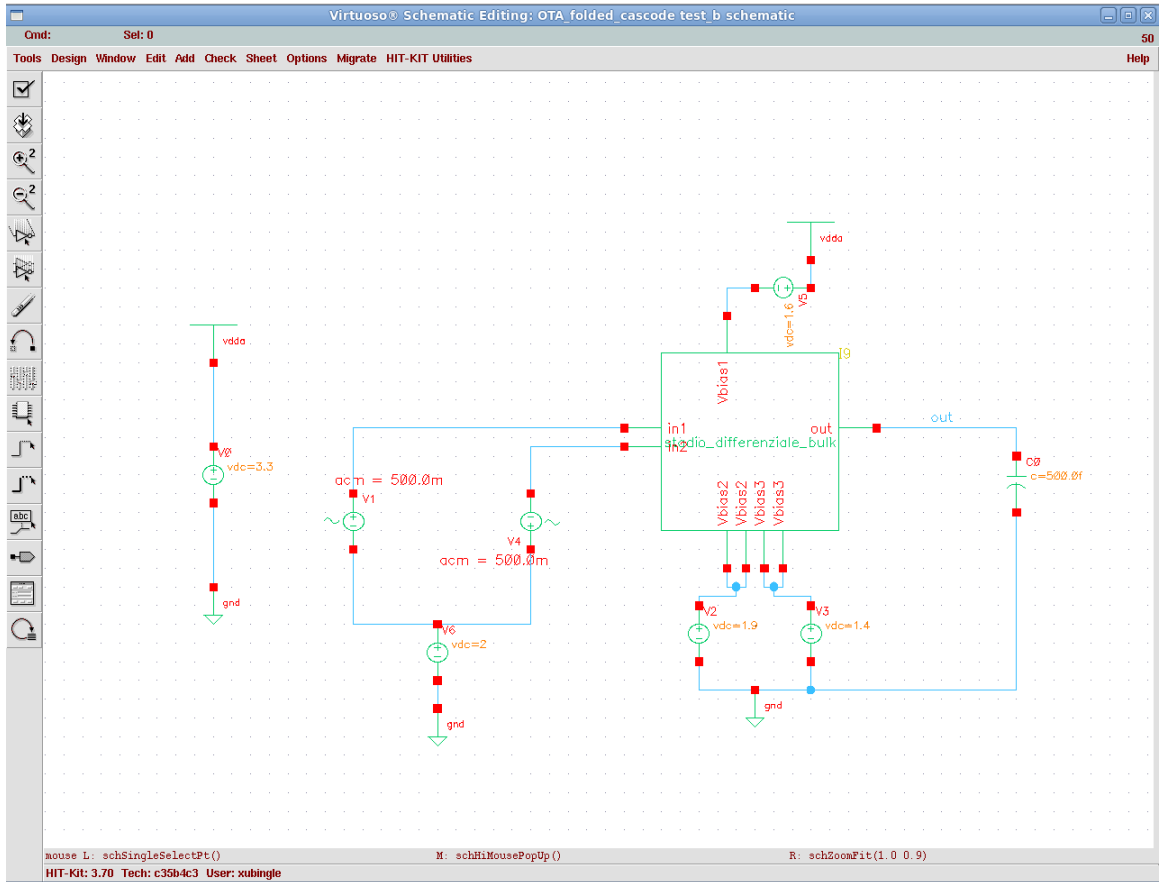 Virtuoso® Schematic Editing: OTA_folded_cascode test_b schematic
Cmd: Sel: 0
50
Tools Design Window Edit Add Check Sheet Options Migrate HIT-KIT Utilities Help
2
2
abc
vdda
V5
vdc=1.6
vdda
I9
Vbias1
in1
out
out
stadio_differenziale_bulk
in2
V0
vdc=3.3
acm = 500.0m
V1
C0
c=500.0f
Vbias2
Vbias2
Vbias3
Vbias3
V4
acm = 500.0m
gnd
V2
vdc=1.9
V3
vdc=1.4
V6
vdc=2
gnd
gnd
mouse L: schSingleSelectPt() M: schHiMousePopUp() R: schZoomFit(1.0 0.9)
HIT-Kit: 3.70 Tech: c35b4c3 User: xubingle